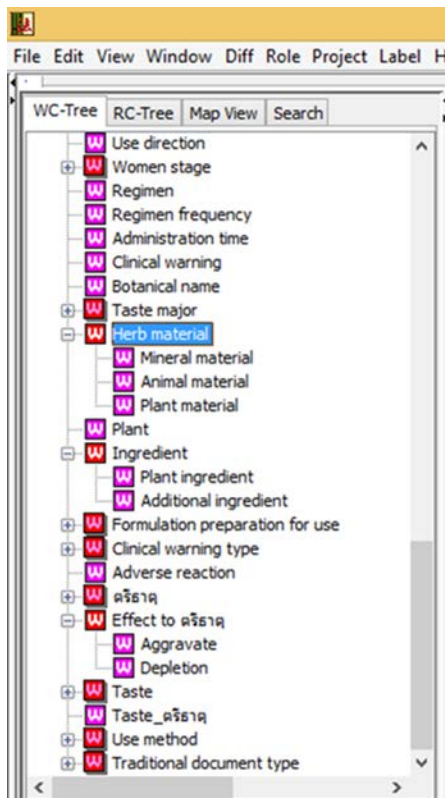 File Edit View Window Diff Role Project Label H
WC-Tree RC-Tree Map View Search
Use direction
Women stage
Regimen
Regimen frequency
Administration time
Clinical warning
Botanical name
Taste major
Herb material
Mineral material
Animal material
Plant material
Plant
Ingredient
Plant ingredient
Additional ingredient
Formulation preparation for use
Clinical warning type
Adverse reaction
ตรีธาตุ
Effect to ตรีธาตุ
Aggravate
Depletion
Taste
Taste_ตรีธาตุ
Use method
Traditional document type